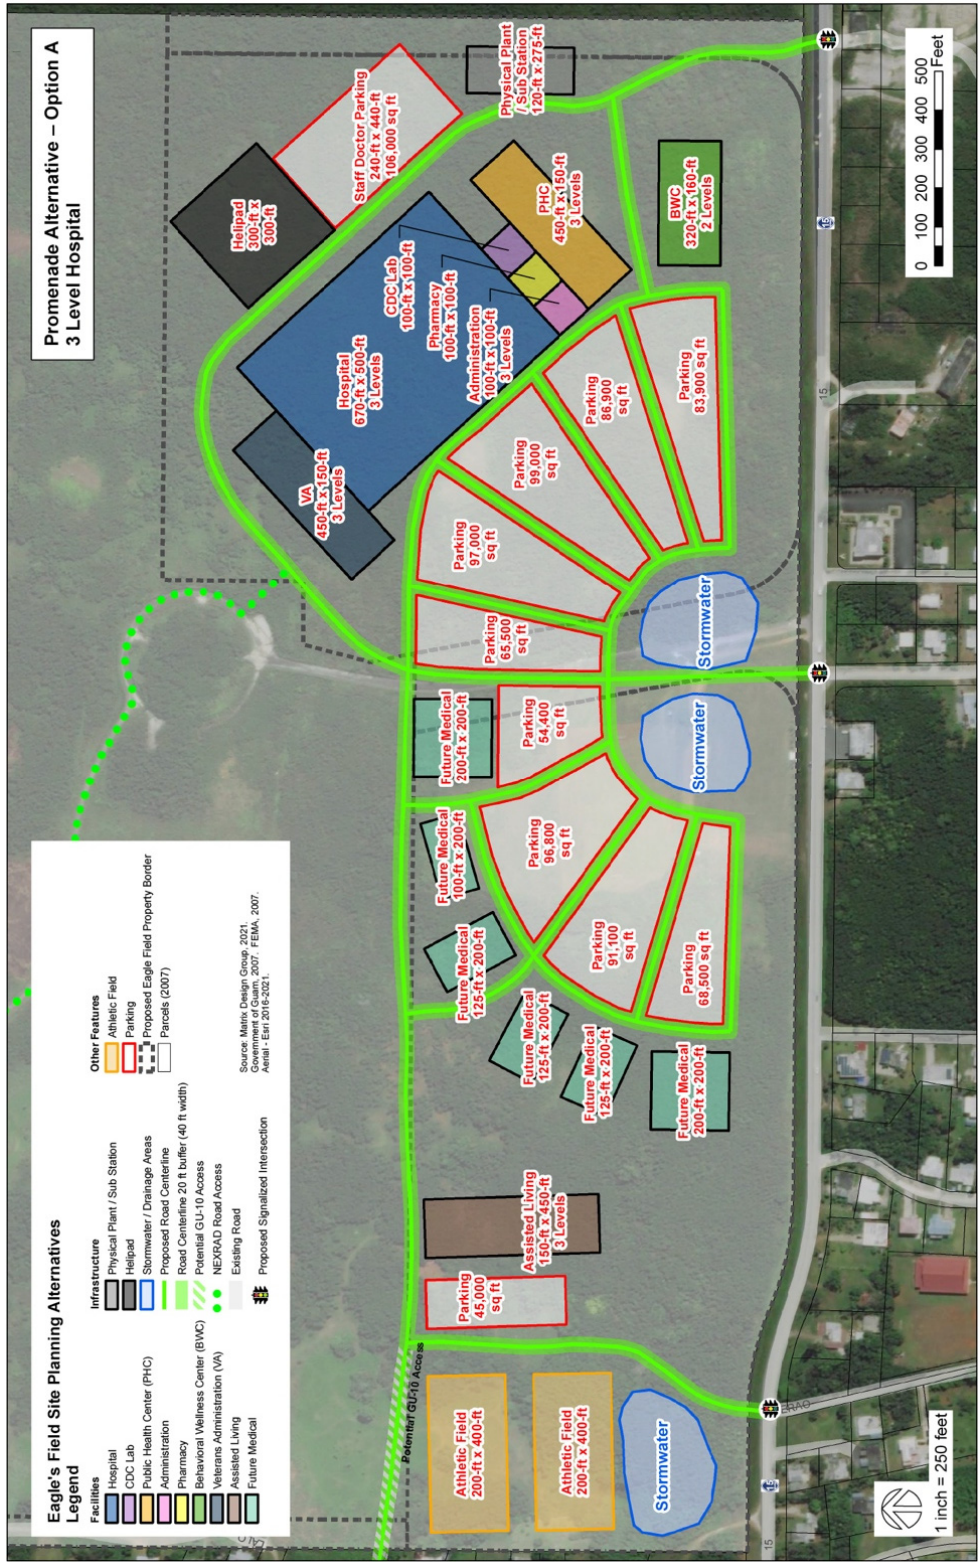 Promenade Alternative – Option A
3 Level Hospital
Eagle's Field Site Planning Alternatives
Legend
Facilities
Hospital
CDC Lab
Public Health Center (PHC)
Administration
Pharmacy
Behavioral Wellness Center (BWC)
Veterans Administration (VA)
Assisted Living
Future Medical
Infrastructure
Physical Plant / Sub Station
Helipad
Stormwater / Drainage Areas
Proposed Road Centerline
Road Centerline 20 ft buffer (40 ft width)
Potential GU-10 Access
NEXRAD Road Access
Existing Road
Proposed Signalized Intersection
Other Features
Athletic Field
Parking
Proposed Eagle Field Property Border
Parcels (2007)
Source: Matrix Design Group, 2021.
Government of Guam, 2007. FEMA, 2007.
Aerial - Esri 2016-2021.
Helipad
300-ft x
300-ft
Staff Doctor Parking
240-ft x 440-ft
106,000 sq ft
Physical Plant
/ Sub Station
120-ft x 275-ft
VA
450-ft x 150-ft
3 Levels
Hospital
670-ft x 500-ft
3 Levels
CDC Lab
100-ft x 100-ft
Pharmacy
100-ft x 100-ft
Administration
100-ft x 100-ft
3 Levels
PHC
450-ft x 150-ft
3 Levels
BWC
320-ft x 160-ft
2 Levels
Potential GU-10 Access
Athletic Field
200-ft x 400-ft
Athletic Field
200-ft x 400-ft
Stormwater
Parking
45,000
sq ft
Assisted Living
150-ft x 450-ft
3 Levels
Future Medical
125-ft x 200-ft
Future Medical
100-ft x 200-ft
Future Medical
200-ft x 200-ft
Future Medical
125-ft x 200-ft
Future Medical
125-ft x 200-ft
Future Medical
200-ft x 200-ft
Parking
68,500 sq ft
Parking
91,100
sq ft
Parking
96,800
sq ft
Parking
54,400
sq ft
Parking
65,500
sq ft
Parking
97,000
sq ft
Parking
99,000
sq ft
Parking
86,900
sq ft
Parking
83,900 sq ft
Stormwater
Stormwater
15
15
15
1 inch = 250 feet
0 100 200 300 400 500
Feet